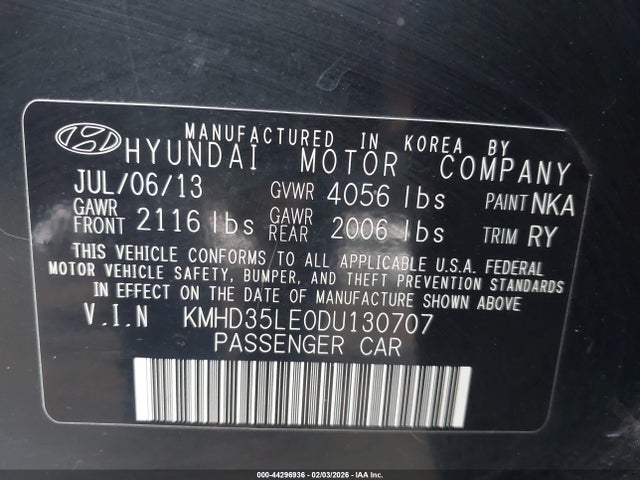 MANUFACTURED IN KOREA BY
HYUNDAI MOTOR COMPANY
JUL/06/13 GVWR 4056 lbs PAINT NKA
GAWR FRONT 2116 lbs GAWR REAR 2006 lbs TRIM RY
THIS VEHICLE CONFORMS TO ALL APPLICABLE U.S.A. FEDERAL
MOTOR VEHICLE SAFETY, BUMPER, AND THEFT PREVENTION STANDARDS
IN EFFECT ON THE DATE OF MANUFACTURE SHOWN ABOVE
V.I.N KMHD35LE0DU130707
PASSENGER CAR
000-44296936 - 02/03/2026 - IAA Inc.